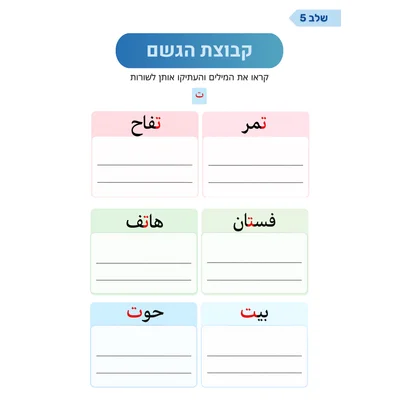 שלב 5
קבוצת הגשם
קראו את המילים והעתיקו אותן לשורות
ت
تمر
تفاح
فستان
هاتف
بيت
حوت